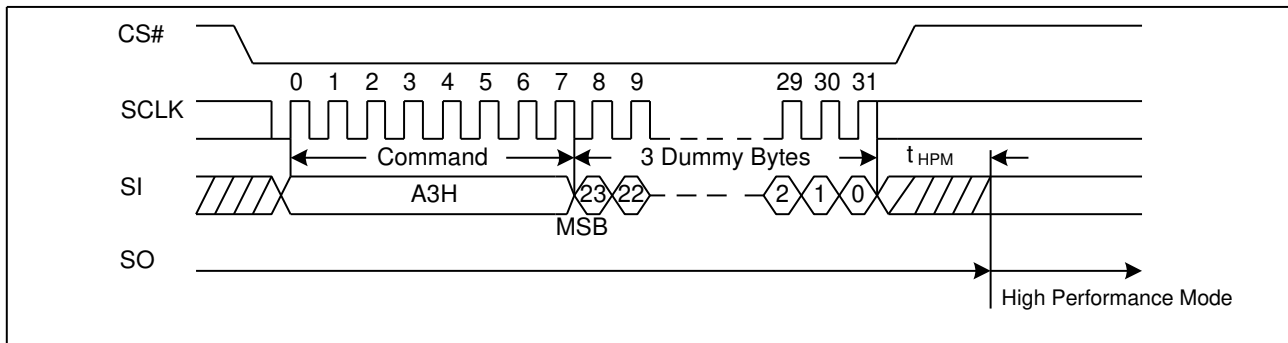 CS#
0 1 2 3 4 5 6 7 8 9 29 30 31
SCLK
Command 3 Dummy Bytes tHPM
SI A3H 23 22 2 1 0
MSB
SO
High Performance Mode